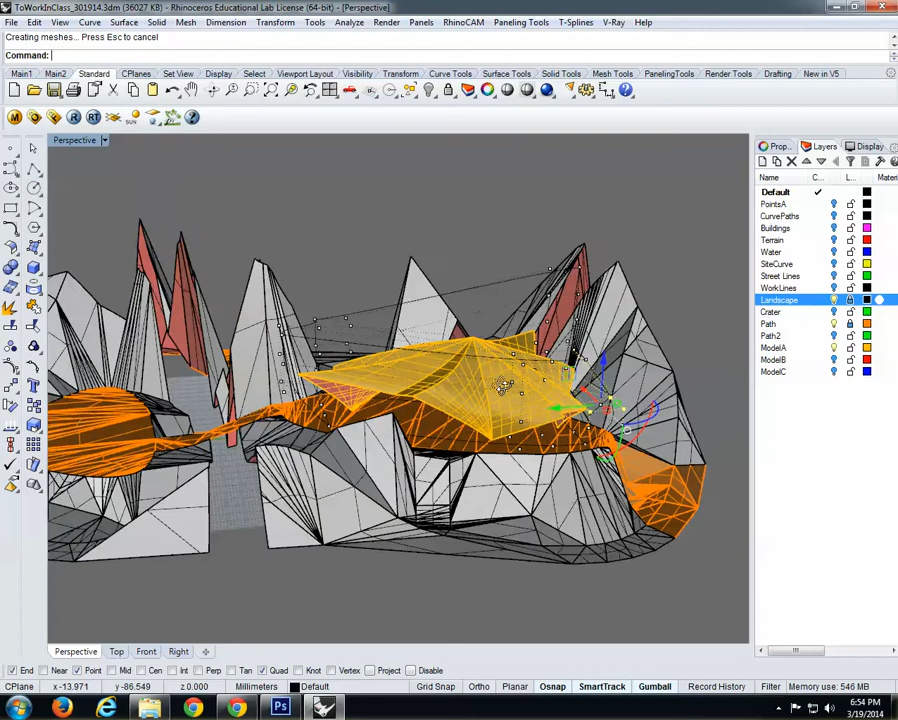 ToWorkInClass_301914.3dm (36027 KB) - Rhinoceros Educational Lab License (64-bit) - [Perspective]
File Edit View Curve Surface Solid Mesh Dimension Transform Tools Analyze Render Panels RhinoCAM Paneling Tools T-Splines V-Ray Help
Creating meshes... Press Esc to cancel
Command:
Main1 Main2 Standard CPlanes Set View Display Select Viewport Layout Visibility Transform Curve Tools Surface Tools Solid Tools Mesh Tools PanelingTools Render Tools Drafting New in V5
M R RT SUN
Perspective
Prop... Layers Display
Name C... L... Materi
Default
PointsA
CurvePaths
Buildings
Terrain
Water
SiteCurve
Street Lines
WorkLines
Landscape
Crater
Path
Path2
ModelA
ModelB
ModelC
Perspective Top Front Right
End Near Point Mid Cen Int Perp Tan Quad Knot Vertex Project Disable
CPlane x -13.971 y -86.549 z 0.000 Millimeters Default Grid Snap Ortho Planar Osnap SmartTrack Gumball Record History Filter Memory use: 546 MB
Ps
6:54 PM
3/19/2014